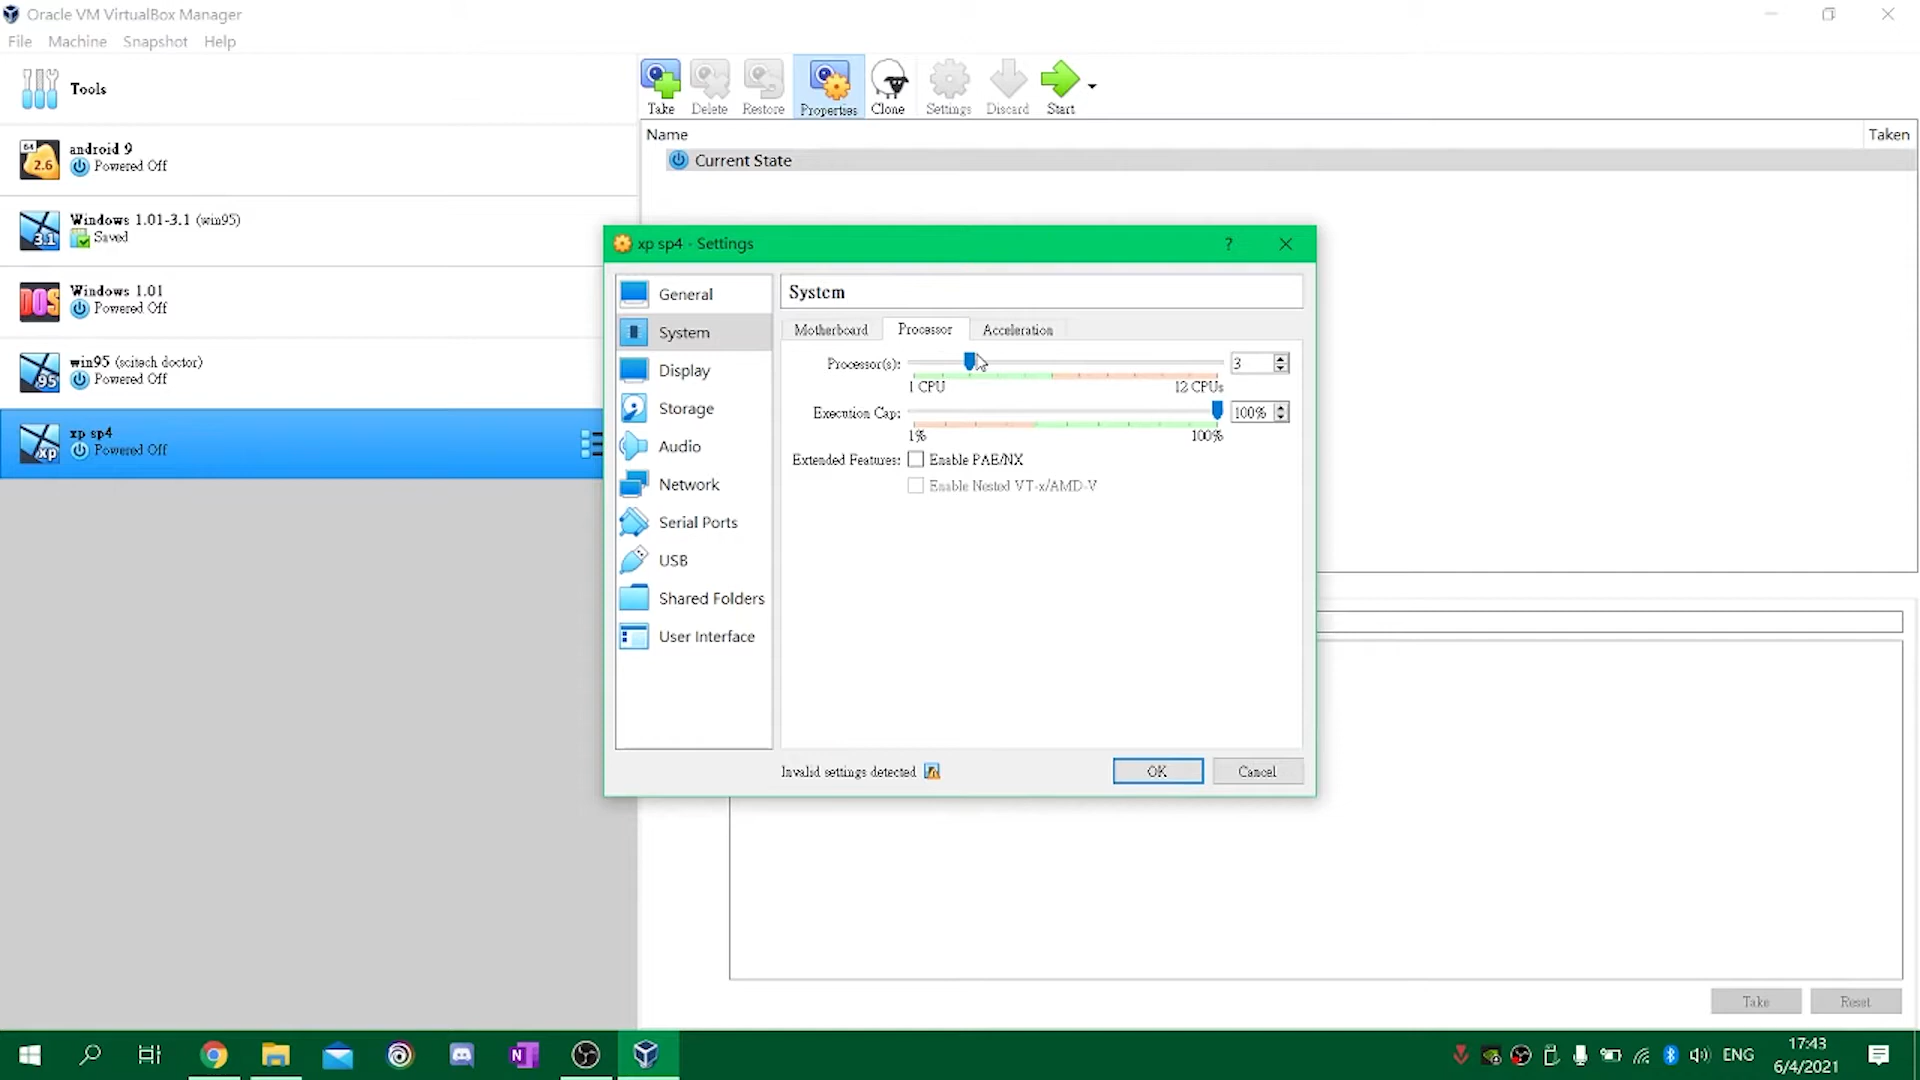 Oracle VM VirtualBox Manager
File Machine Snapshot Help
Tools
Take Delete Restore Properties Clone Settings Discard Start
Name Taken
Current State
64
2.6
android 9
Powered Off
3.1
Windows 1.01-3.1 (win95)
Saved
DOS
Windows 1.01
Powered Off
95
win95 (scitech doctor)
Powered Off
xp
xp sp4
Powered Off
xp sp4 - Settings
?
General
System
Display
Storage
Audio
Network
Serial Ports
USB
Shared Folders
User Interface
System
Motherboard Processor Acceleration
Processor(s): 3
1 CPU 12 CPUs
Execution Cap: 100%
1% 100%
Extended Features: Enable PAE/NX
Enable Nested VT-x/AMD-V
Invalid settings detected
OK Cancel
Take Reset
ENG
17:43
6/4/2021